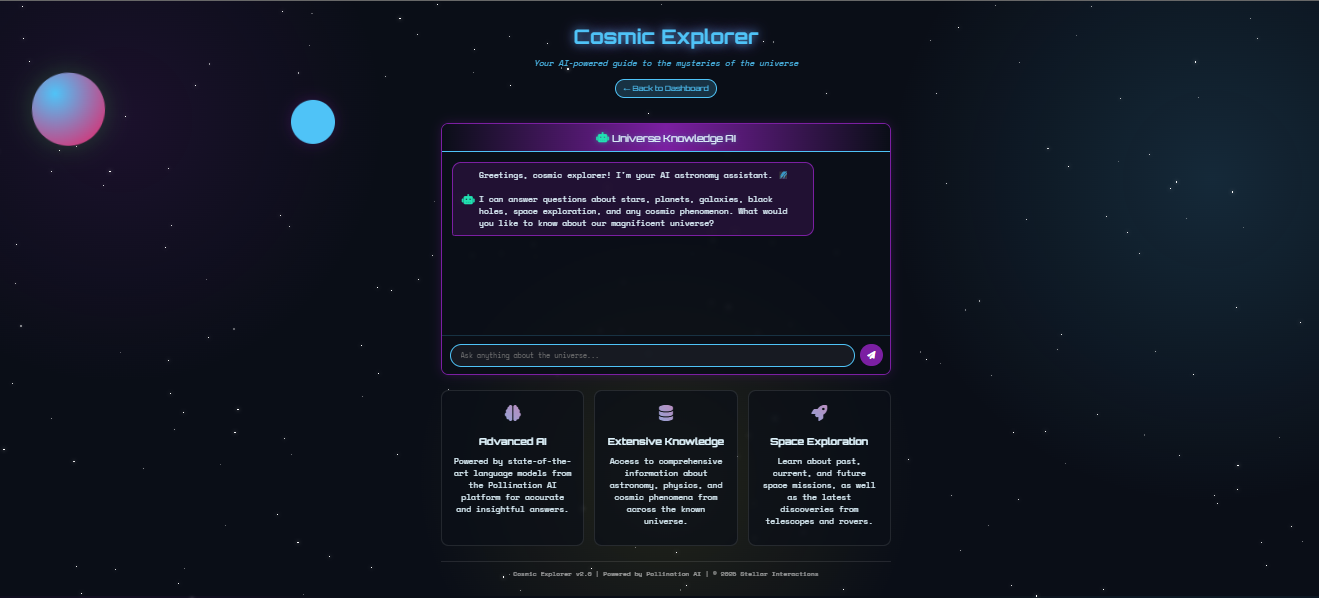 Cosmic Explorer
Your AI-powered guide to the mysteries of the universe
← Back to Dashboard
Universe Knowledge AI
Greetings, cosmic explorer! I'm your AI astronomy assistant.
I can answer questions about stars, planets, galaxies, black
holes, space exploration, and any cosmic phenomenon. What would
you like to know about our magnificent universe?
Ask anything about the universe...
Advanced AI
Powered by state-of-the-
art language models from
the Pollination AI
platform for accurate
and insightful answers.
Extensive Knowledge
Access to comprehensive
information about
astronomy, physics, and
cosmic phenomena from
across the known
universe.
Space Exploration
Learn about past,
current, and future
space missions, as well
as the latest
discoveries from
telescopes and rovers.
Cosmic Explorer v2.0 | Powered by Pollination AI | © 2025 Stellar Interactions